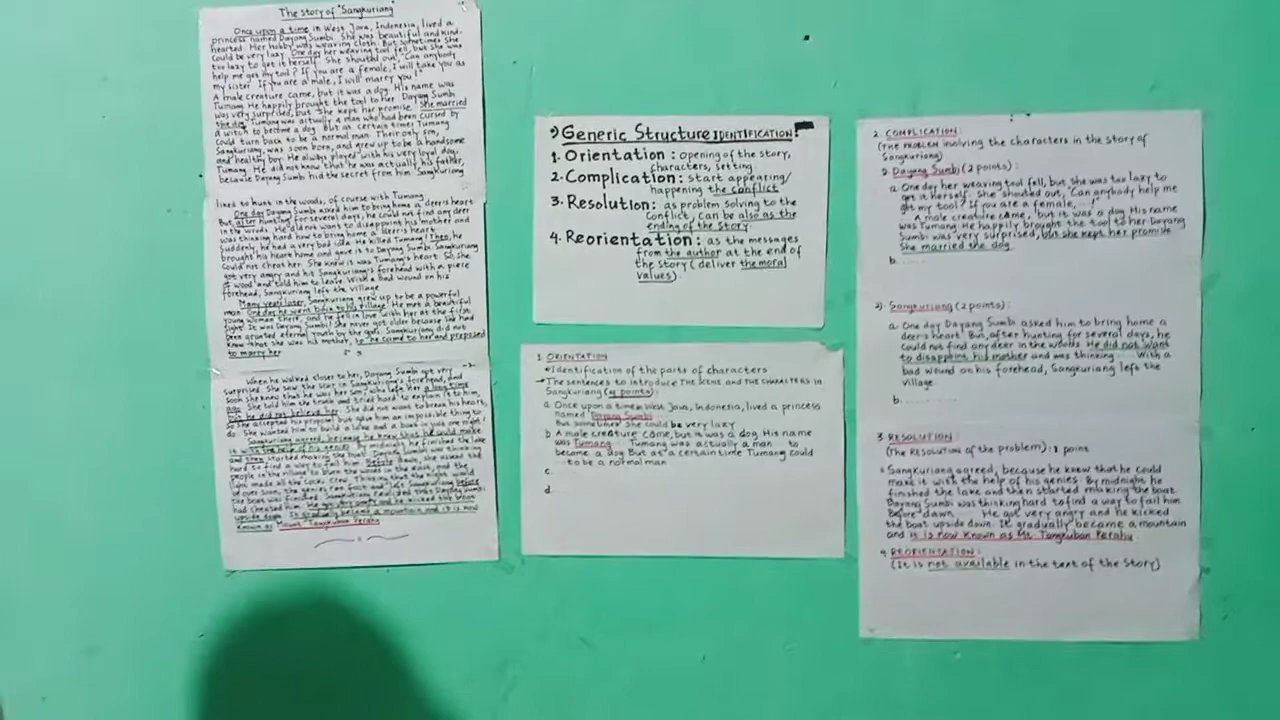 The story of "Sangkuriang"
Once upon a time in West Java, Indonesia, lived a
princess named Dayang Sumbi. She was beautiful and kind-
hearted. Her hobby was weaving cloth. But sometimes she
could be very lazy. One day her weaving tool fell, but she was
too lazy to get it herself. She shouted out, "Can anybody
help me get my tool? If you are a female, I will take you as
my sister. If you are a male, I will marry you!"
A male creature came, but it was a dog. His name was
Tumang. He happily brought the tool to her. Dayang Sumbi
was very surprised, but she kept her promise. She married
the dog. Tumang was actually a man who had been cursed by
a witch to become a dog. But at certain times Tumang
could turn back to be a normal man. Their only son,
Sangkuriang, was soon born, and grew up to be a handsome
and healthy boy. He always played with his very loyal dog,
Tumang. He did not know that he was actually his father,
because Dayang Sumbi hid the secret from him. Sangkuriang
liked to hunt in the woods, of course with Tumang.
One day Dayang Sumbi asked him to bring home a deer's heart.
But after hunting for several days, he could not find any deer
in the woods. He did not want to disappoint his mother and
was thinking hard how to bring home a deer's heart.
Suddenly, he had a very bad idea. He killed Tumang. Then, he
brought his heart home and gave it to Dayang Sumbi. Sangkuriang
could not cheat her. She knew it was Tumang's heart. So, she
got very angry and hit Sangkuriang's forehead with a piece
of wood and told him to leave. With a bad wound on his
forehead, Sangkuriang left the village.
Many years later, Sangkuriang grew up to be a powerful
man. One day he went back to his village. He met a beautiful
young women there, and he fell in love with her at the first
sight. It was Dayang Sumbi. She never got older because she had
been granted eternal youth by the god. Sangkuriang did not
know that she was his mother, so he came to her and proposed
to marry her.
When he walked closer to her, Dayang Sumbi got very
surprised. She saw the scar in Sangkuriang's forehead, and
soon she knew that he was her son, who left her a long time
ago. She told him the truth and tried hard to explain it to him,
but he did not believe her. She did not want to break his heart,
so she accepted his proposal but gave him an impossible thing to
do. She wanted him to build a lake and a boat in just one night!
Sangkuriang agreed, because he knew that he could make
it with the help of his genies. By midnight he finished the lake
and then started making the boat. Dayang Sumbi was thinking
hard to find a way to fail him. Before dawn, she asked the
people in the village to burn the woods in the east, and the
light made all the cocks crew. Thinking that the night would
be over soon, the genies ran fast and left Sangkuriang before
the boat was finished. Sangkuriang realized that Dayang Sumbi
had cheated him. He got very angry and he kicked the boat
upside down. It gradually became a mountain and it is now
known as Mount Tangkuban Perahu
Generic Structure IDENTIFICATION:
1. Orientation : opening of the story,
characters, setting
2. Complication : start appearing/
happening the conflict
3. Resolution : as problem solving to the
conflict, can be also as the
ending of the story.
4. Reorientation : as the messages
from the author at the end of
the story (deliver the moral
values).
1. ORIENTATION
Identification of the parts of characters
The sentences to introduce THE SCENE and THE CHARACTERS in
Sangkuriang (4 points) :
a. Once upon a time in West Java, Indonesia, lived a princess
named Dayang Sumbi
But sometimes she could be very lazy
b. A male creature came, but it was a dog. His name
was Tumang. .. Tumang was actually a man .. to
become a dog. But at a certain time Tumang could
.. to be a normal man
c.
d.
2. COMPLICATION :
(THE PROBLEM involving the characters in the story of
Sangkuriang)
1) Dayang Sumbi (2 points) :
a. One day her weaving tool fell, but she was too lazy to
get it herself. She shouted out, "Can anybody help me
get my tool? If you are a female, ...!"
A male creature came, but it was a dog. His name
was Tumang. He happily brought the tool to her. Dayang
Sumbi was very surprised, but she kept her promise
She married the dog.
b. ......
2) Sangkuriang (2 points) :
a. One day Dayang Sumbi asked him to bring home a
deer's heart. But, after hunting for several days, he
could not find any deer in the woods. He did not want
to disappoint his mother and was thinking ... With a
bad wound on his forehead, Sangkuriang left the
village
b. ......
3 RESOLUTION :
(The RESOLUTION of the problem) : 1 point
Sangkuriang agreed, because he knew that he could
make it with the help of his genies. By midnight he
finished the lake and then started making the boat.
Dayang Sumbi was thinking hard to find a way to fail him
Before dawn ... He got very angry and he kicked
the boat upside down. It gradually became a mountain
and it is now known as Mt. Tangkuban Perahu
4 REORIENTATION :
(It is not available in the text of the story)